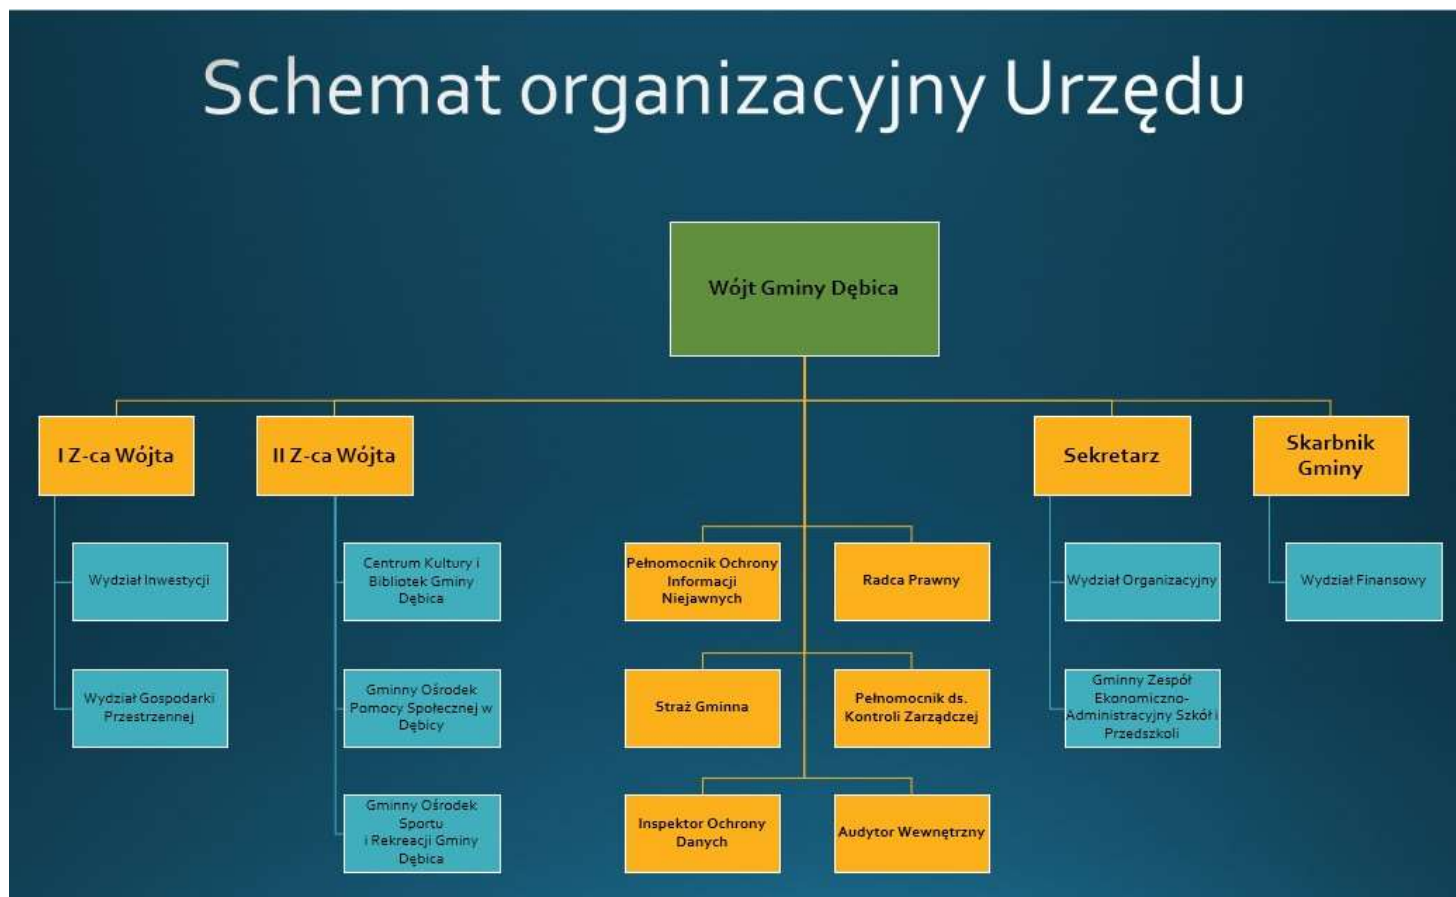 Schemat organizacyjny Urzędu
Wójt Gminy Dębica
I Z-ca Wójta
II Z-ca Wójta
Sekretarz
Skarbnik
Gminy
Wydział Inwestycji
Centrum Kultury i
Bibliotek Gminy
Dębica
Pełnomocnik Ochrony
Informacji
Niejawnych
Radca Prawny
Wydział Organizacyjny
Wydział Finansowy
Wydział Gospodarki
Przestrzennej
Gminny Ośrodek
Pomocy Społecznej w
Dębicy
Straż Gminna
Pełnomocnik ds.
Kontroli Zarządczej
Gminny Zespół
Ekonomiczno-
Administracyjny Szkół i
Przedszkoli
Gminny Ośrodek
Sportu
i Rekreacji Gminy
Dębica
Inspektor Ochrony
Danych
Audytor Wewnętrzny